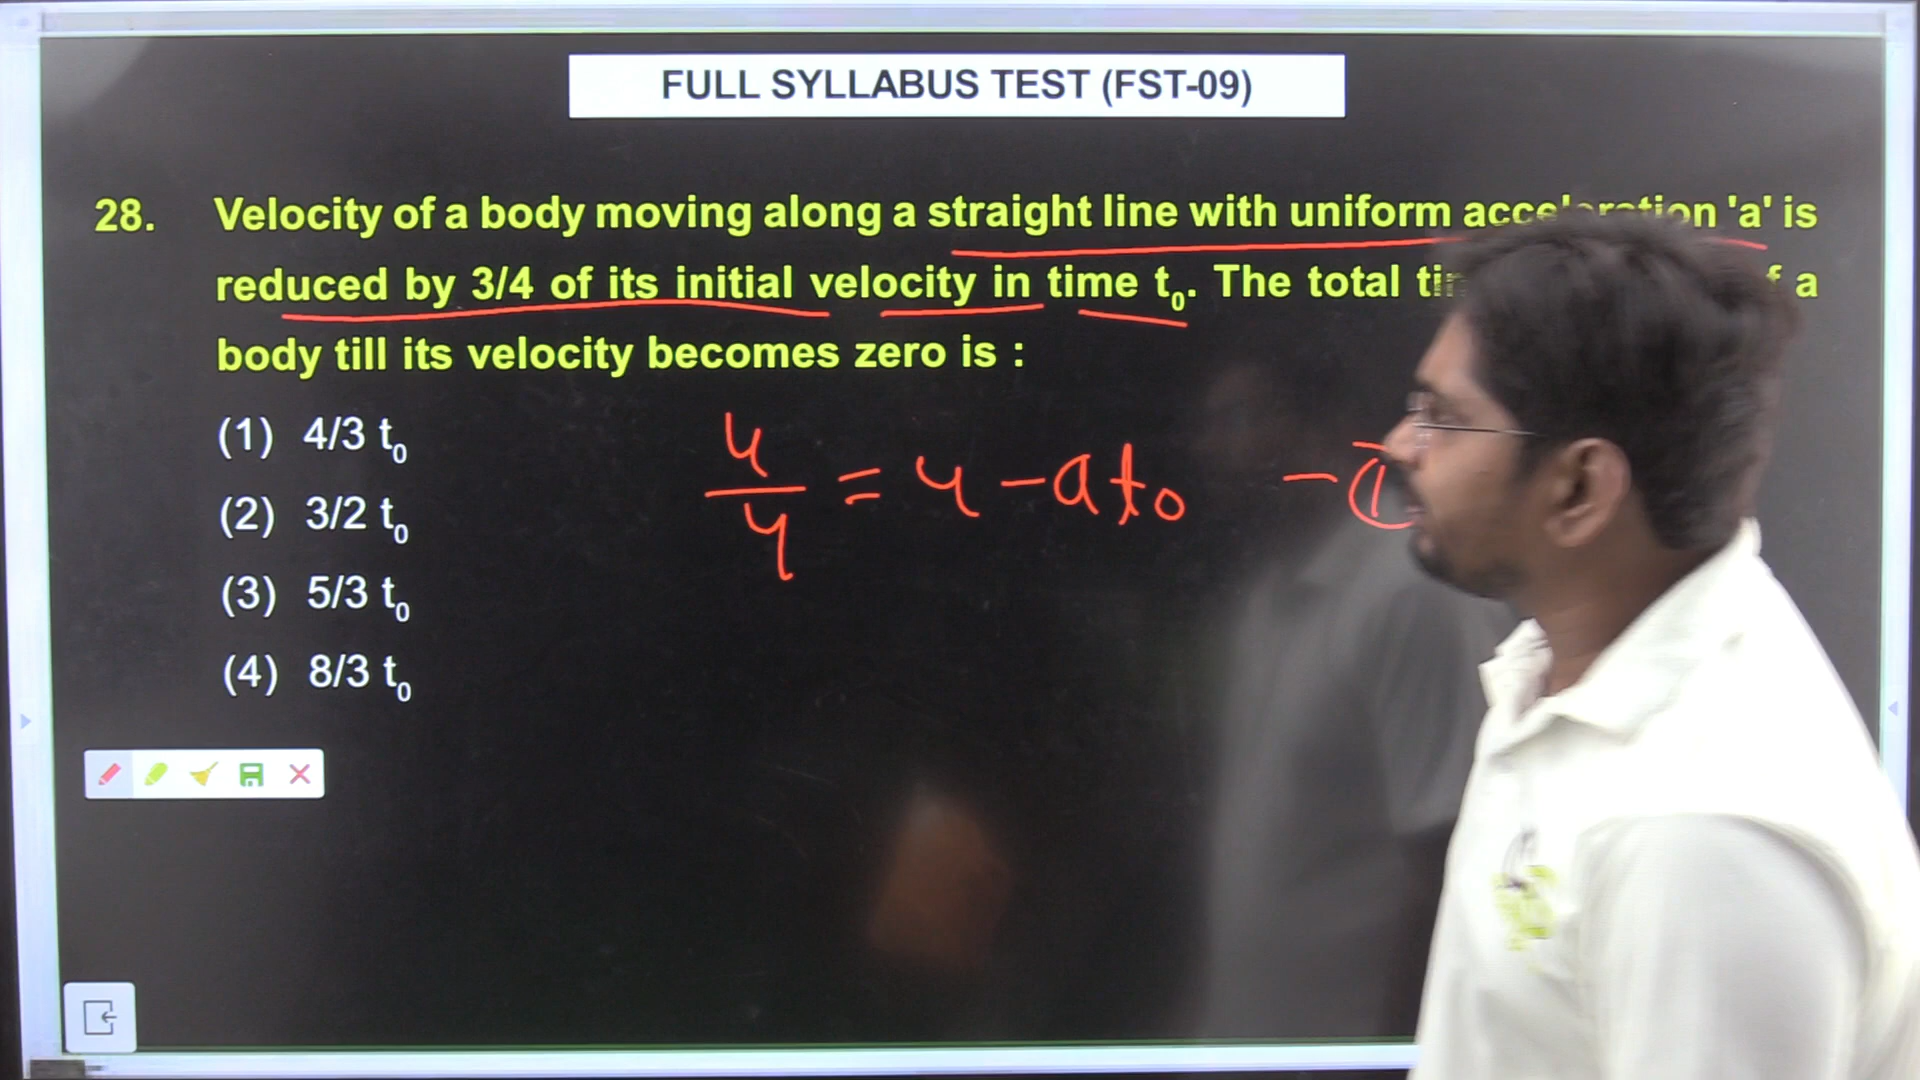 FULL SYLLABUS TEST (FST-09)
28. Velocity of a body moving along a straight line with uniform acceleration 'a' is
reduced by 3/4 of its initial velocity in time t₀. The total a
body till its velocity becomes zero is :
(1) 4/3 t₀
(2) 3/2 t₀
(3) 5/3 t₀
(4) 8/3 t₀
u/4 = u - at₀ - ①